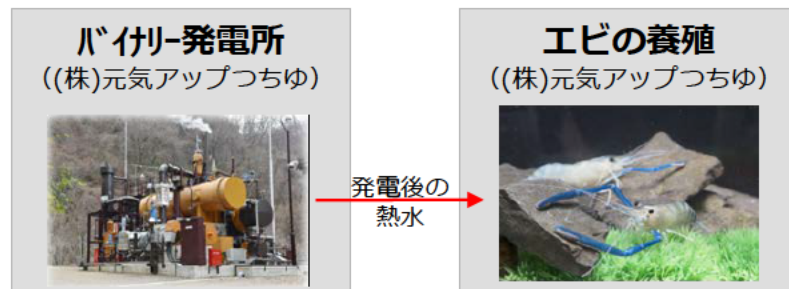 バイナリー発電所
((株)元気アップつちゆ)
エビの養殖
((株)元気アップつちゆ)
発電後の
熱水